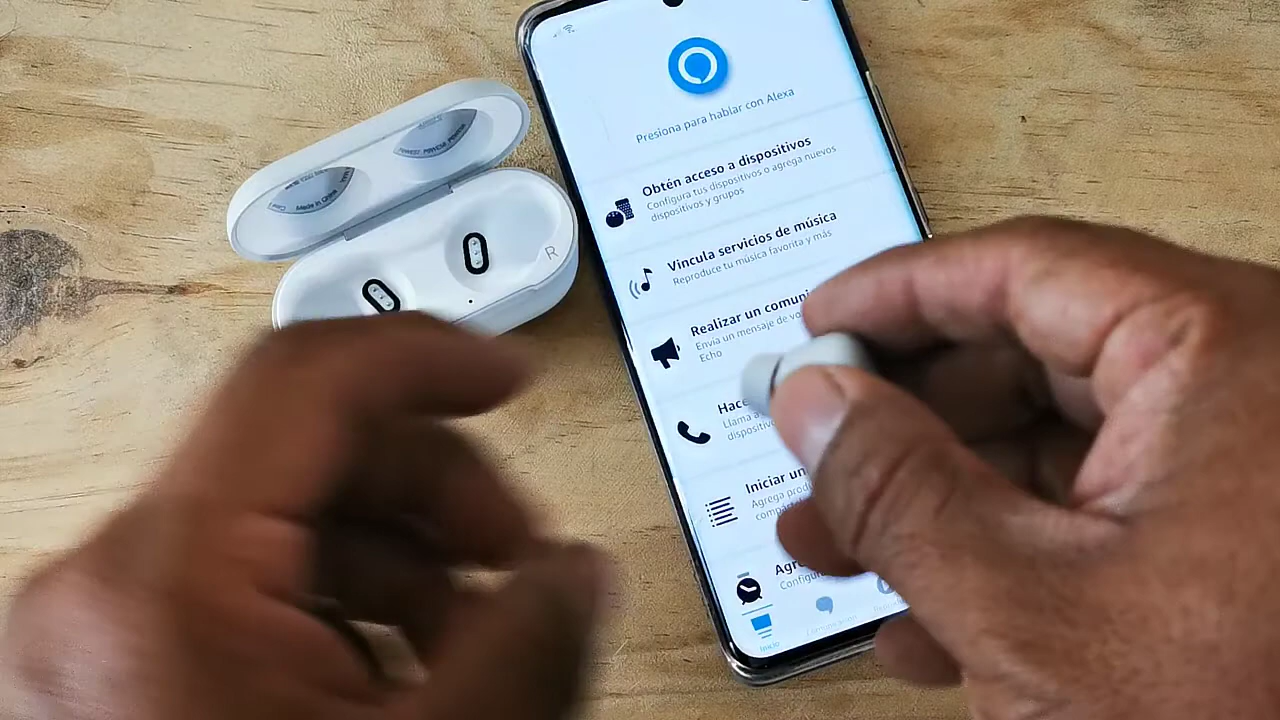 Presiona para hablar con Alexa
Obtén acceso a dispositivos
Configura tus dispositivos o agrega nuevos
dispositivos y grupos
Vincula servicios de música
Reproduce tu música favorita y más
Realizar un comuni
Envía un mensaje de vo
Echo
Hace
Llama a
dispositivo
Iniciar un
Agrega prod
compárt
Agre
Configu
Inicio
Made in China
R